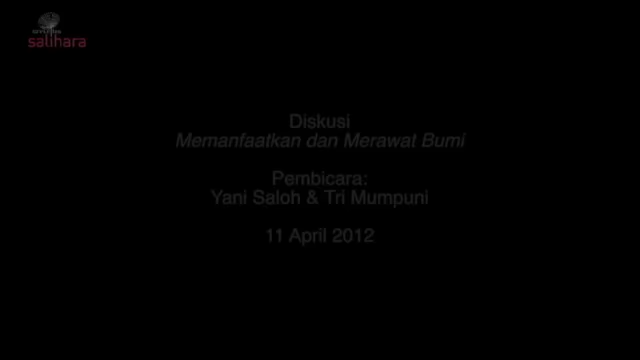 salihara
Diskusi
Memanfaatkan dan Merawat Bumi
Pembicara:
Yani Saloh & Tri Mumpuni
11 April 2012